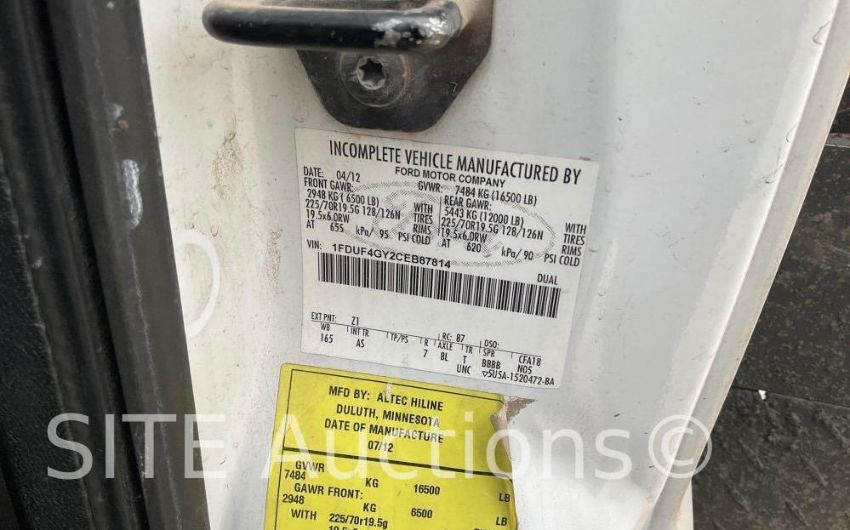 INCOMPLETE VEHICLE MANUFACTURED BY
FORD MOTOR COMPANY
DATE: 04/12 GVWR: 7484 KG (16500 LB)
FRONT GAWR: REAR GAWR:
2948 KG (6500 LB) WITH 5443 KG (12000 LB) WITH
225/70R19.5G 128/126N TIRES 225/70R19.5G 128/126N TIRES
19.5x6.0RW RIMS 19.5x6.0RW RIMS
AT 655 kPa/ 95 PSI COLD AT 620 kPa/ 90 PSI COLD
VIN: 1FDUF4GY2CEB87814
DUAL
EXT PNT: Z1 RC: 87 DSO:
WB INT TR TP/PS R AXLE TR SPR CFA18
165 AS 7 BL T BBBB N05
UNC 5U5A-1520472-BA
MFD BY: ALTEC HILINE
DULUTH, MINNESOTA
DATE OF MANUFACTURE
07/12
SITE Auctions©
GVWR
7484 KG 16500 LB
GAWR FRONT:
2948 KG 6500 LB
WITH 225/70r19.5g